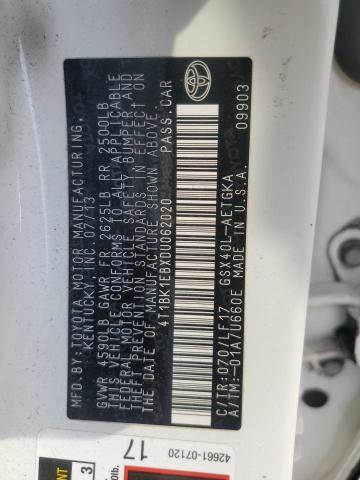 MFD.BY:TOYOTA MOTOR MANUFACTURING,
KENTUCKY, INC. 07/13
GVWR 4590LB GAWR FR 2625LB RR 2500LB
THIS VEHICLE CONFORMS TO ALL APPLICABLE
FEDERAL MOTOR VEHICLE SAFETY, BUMPER AND
THEFT PREVENTION STANDARDS IN EFFECT ON
THE DATE OF MANUFACTURE SHOWN ABOVE.
4T1BK1EBXDU062020 PASS.CAR
C/TR:070/LF17 GSX40L-AETGKA
A/TM:-01A/U660E MADE IN U.S.A.
09903
42661-07120
17